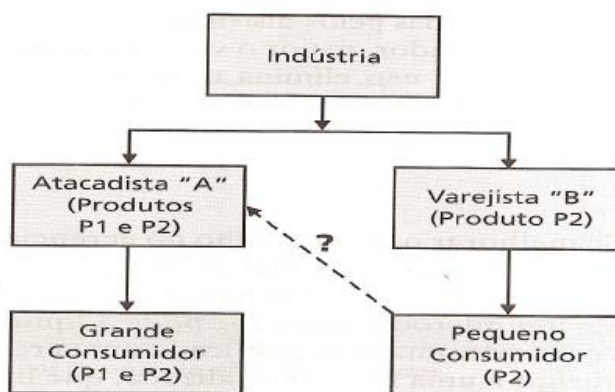 Indústria
Atacadista "A"
(Produtos
P1 e P2)
Varejista "B"
(Produto P2)
?
Grande
Consumidor
(P1 e P2)
Pequeno
Consumidor
(P2)